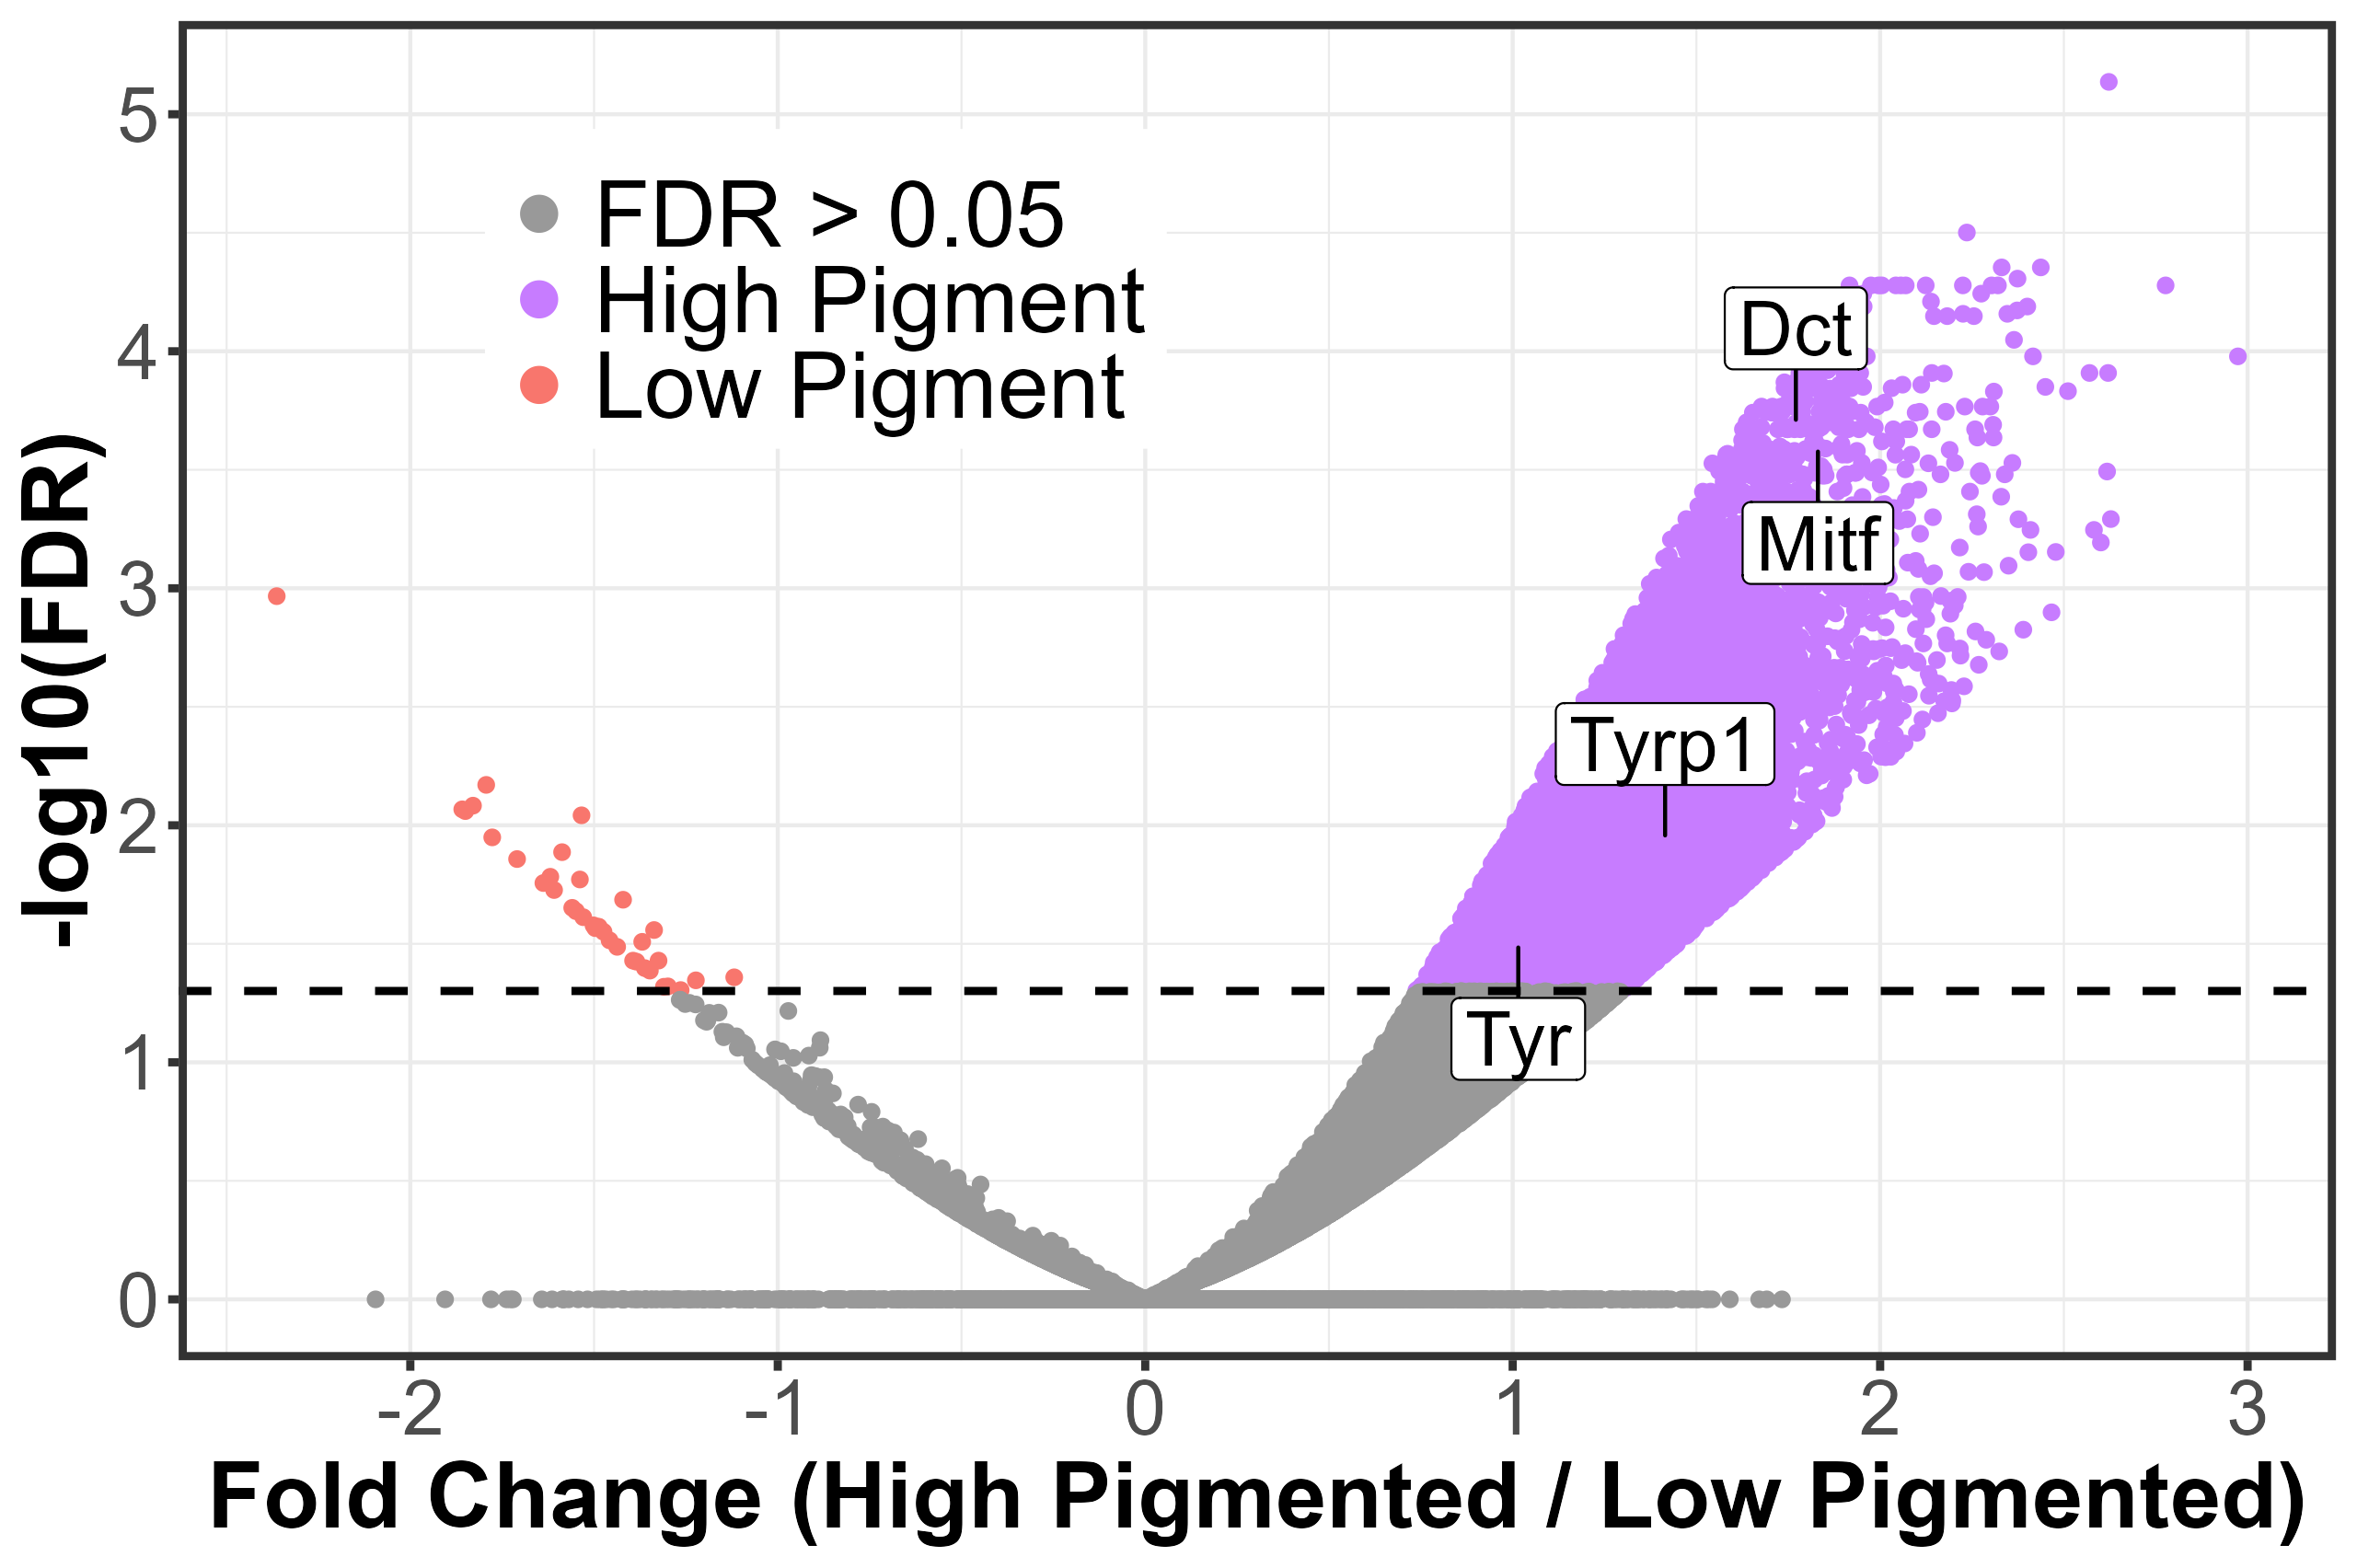 5
4
3
2
1
0
-log10(FDR)
FDR > 0.05
High Pigment
Low Pigment
Dct
Mitf
Tyrp1
Tyr
-2 -1 0 1 2 3
Fold Change (High Pigmented / Low Pigmented)